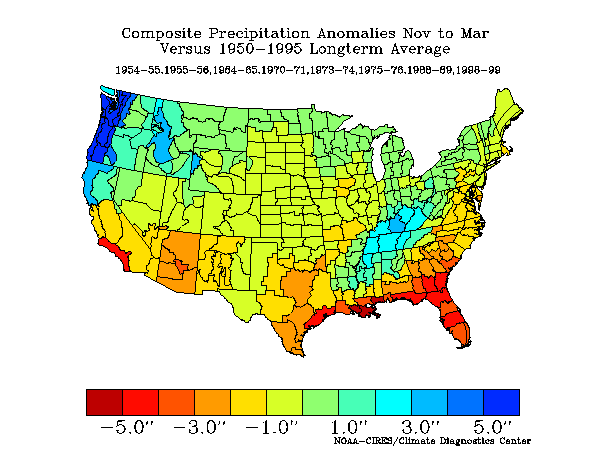 Composite Precipitation Anomalies Nov to Mar
Versus 1950-1995 Longterm Average
1954-55.1955-56,1964-65.1970-71,1973-74,1975-76.1988-89,1998-99
-5.0" -3.0" -1.0" 1.0" 3.0" 5.0"
NOAA-CIRES/Climate Diagnostics Center